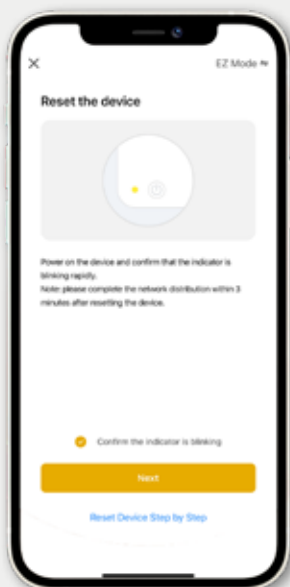 EZ Mode ⇋
Reset the device
Power on the device and confirm that the indicator is
blinking rapidly.
Note: please complete the network distribution within 3
minutes after resetting the device.
Confirm the indicator is blinking
Next
Reset Device Step by Step